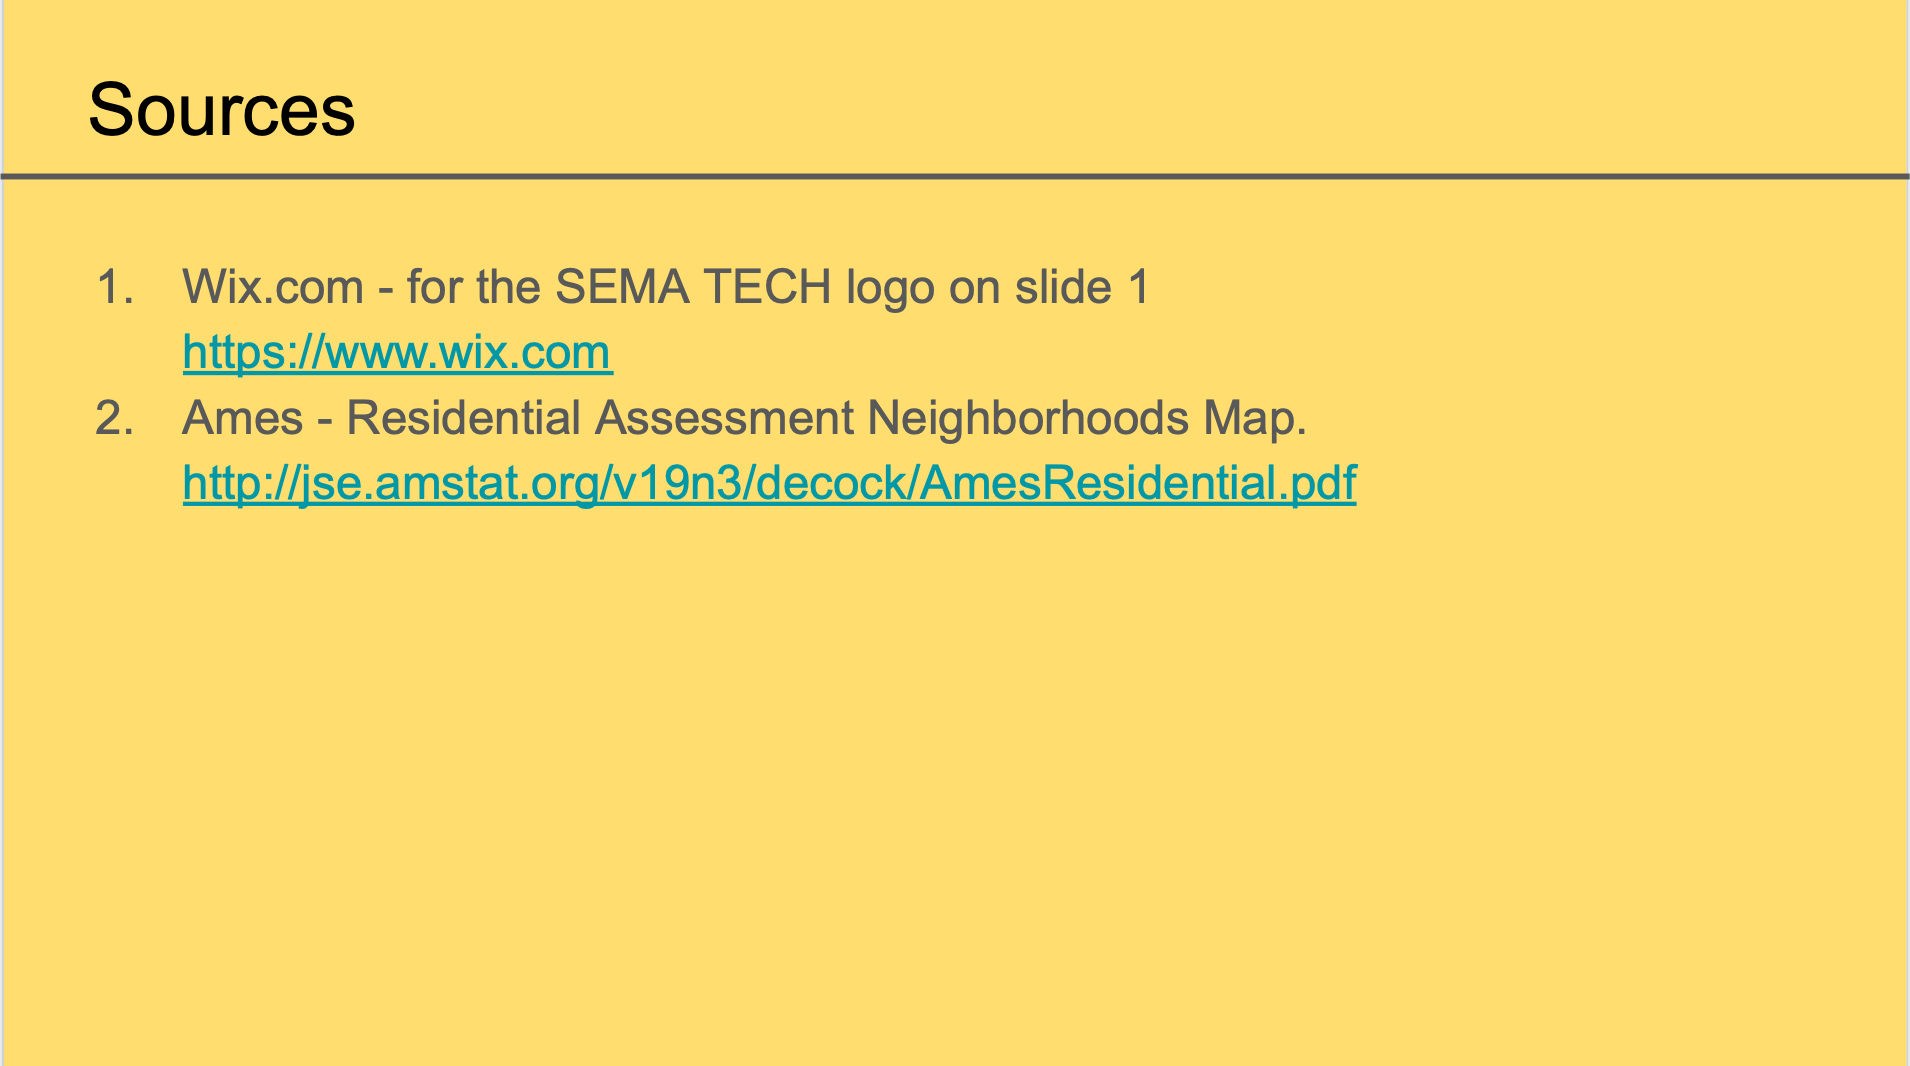 Sources
1. Wix.com - for the SEMA TECH logo on slide 1
https://www.wix.com
2. Ames - Residential Assessment Neighborhoods Map.
http://jse.amstat.org/v19n3/decock/AmesResidential.pdf